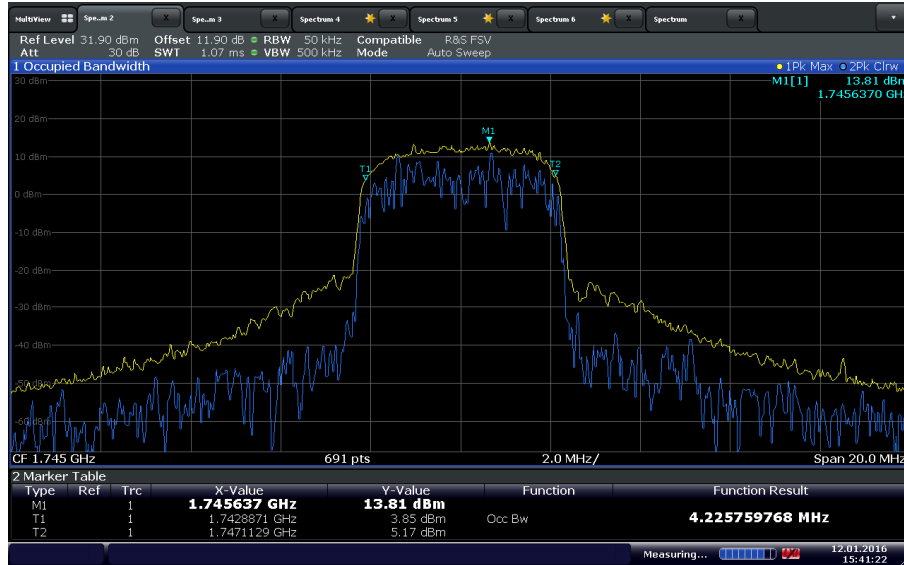 MultiView Spe..m 2 X Spe..m 3 X Spectrum 4 X Spectrum 5 X Spectrum 6 X Spectrum X
Ref Level 31.90 dBm Offset 11.90 dB RBW 50 kHz Compatible R&S FSV
Att 30 dB SWT 1.07 ms VBW 500 kHz Mode Auto Sweep
1 Occupied Bandwidth 1Pk Max 2Pk Clrw
30 dBm M1[1] 13.81 dBm
1.7456370 GHz
20 dBm
M1
10 dBm
T1 T2
0 dBm
-10 dBm
-20 dBm
-30 dBm
-40 dBm
-50 dBm
-60 dBm
CF 1.745 GHz 691 pts 2.0 MHz/ Span 20.0 MHz
2 Marker Table
Type Ref Trc X-Value Y-Value Function Function Result
M1 1 1.745637 GHz 13.81 dBm
T1 1 1.7428871 GHz 3.85 dBm Occ Bw 4.225759768 MHz
T2 1 1.7471129 GHz 5.17 dBm
Measuring... 12.01.2016
15:41:22